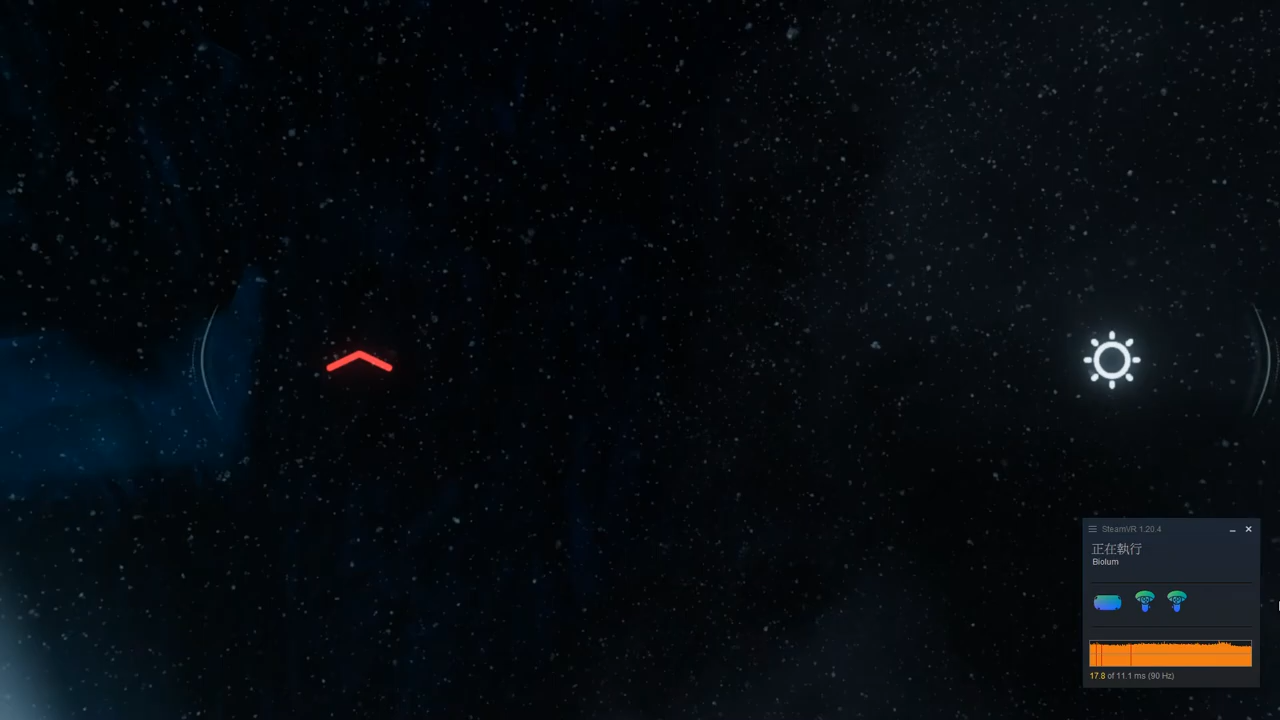 SteamVR 1.20.4
正在執行
Biolum
17.8 of 11.1 ms (90 Hz)